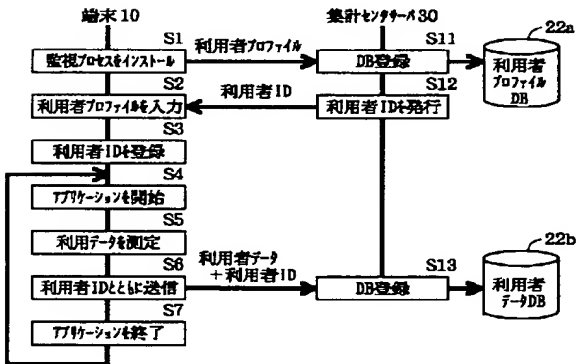 端末10
集計センタサーバ30
S1
監視プロセスをインストール
利用者プロファイル
S11
DB登録
22a
利用者
プロファイル
DB
S2
利用者プロファイルを入力
利用者ID
S12
利用者IDを発行
S3
利用者IDを登録
S4
アプリケーションを開始
S5
利用データを測定
S6
利用者IDとともに送信
利用者データ
+利用者ID
S13
DB登録
22b
利用者
データDB
S7
アプリケーションを終了